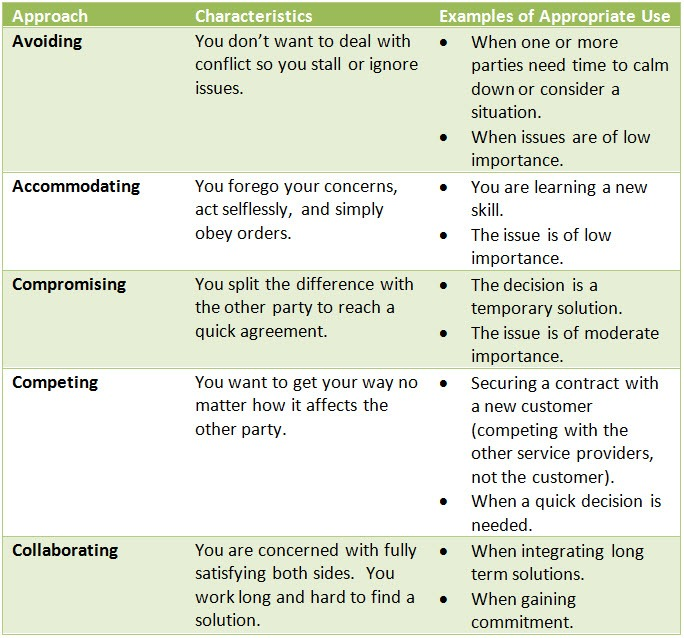 Approach Characteristics Examples of Appropriate Use
Avoiding
You don’t want to deal with
conflict so you stall or ignore
issues.
● When one or more
parties need time to calm
down or consider a
situation.
● When issues are of low
importance.
Accommodating
You forego your concerns,
act selflessly, and simply
obey orders.
● You are learning a new
skill.
● The issue is of low
importance.
Compromising
You split the difference with
the other party to reach a
quick agreement.
● The decision is a
temporary solution.
● The issue is of moderate
importance.
Competing
You want to get your way no
matter how it affects the
other party.
● Securing a contract with
a new customer
(competing with the
other service providers,
not the customer).
● When a quick decision is
needed.
Collaborating
You are concerned with fully
satisfying both sides.  You
work long and hard to find a
solution.
● When integrating long
term solutions.
● When gaining
commitment.